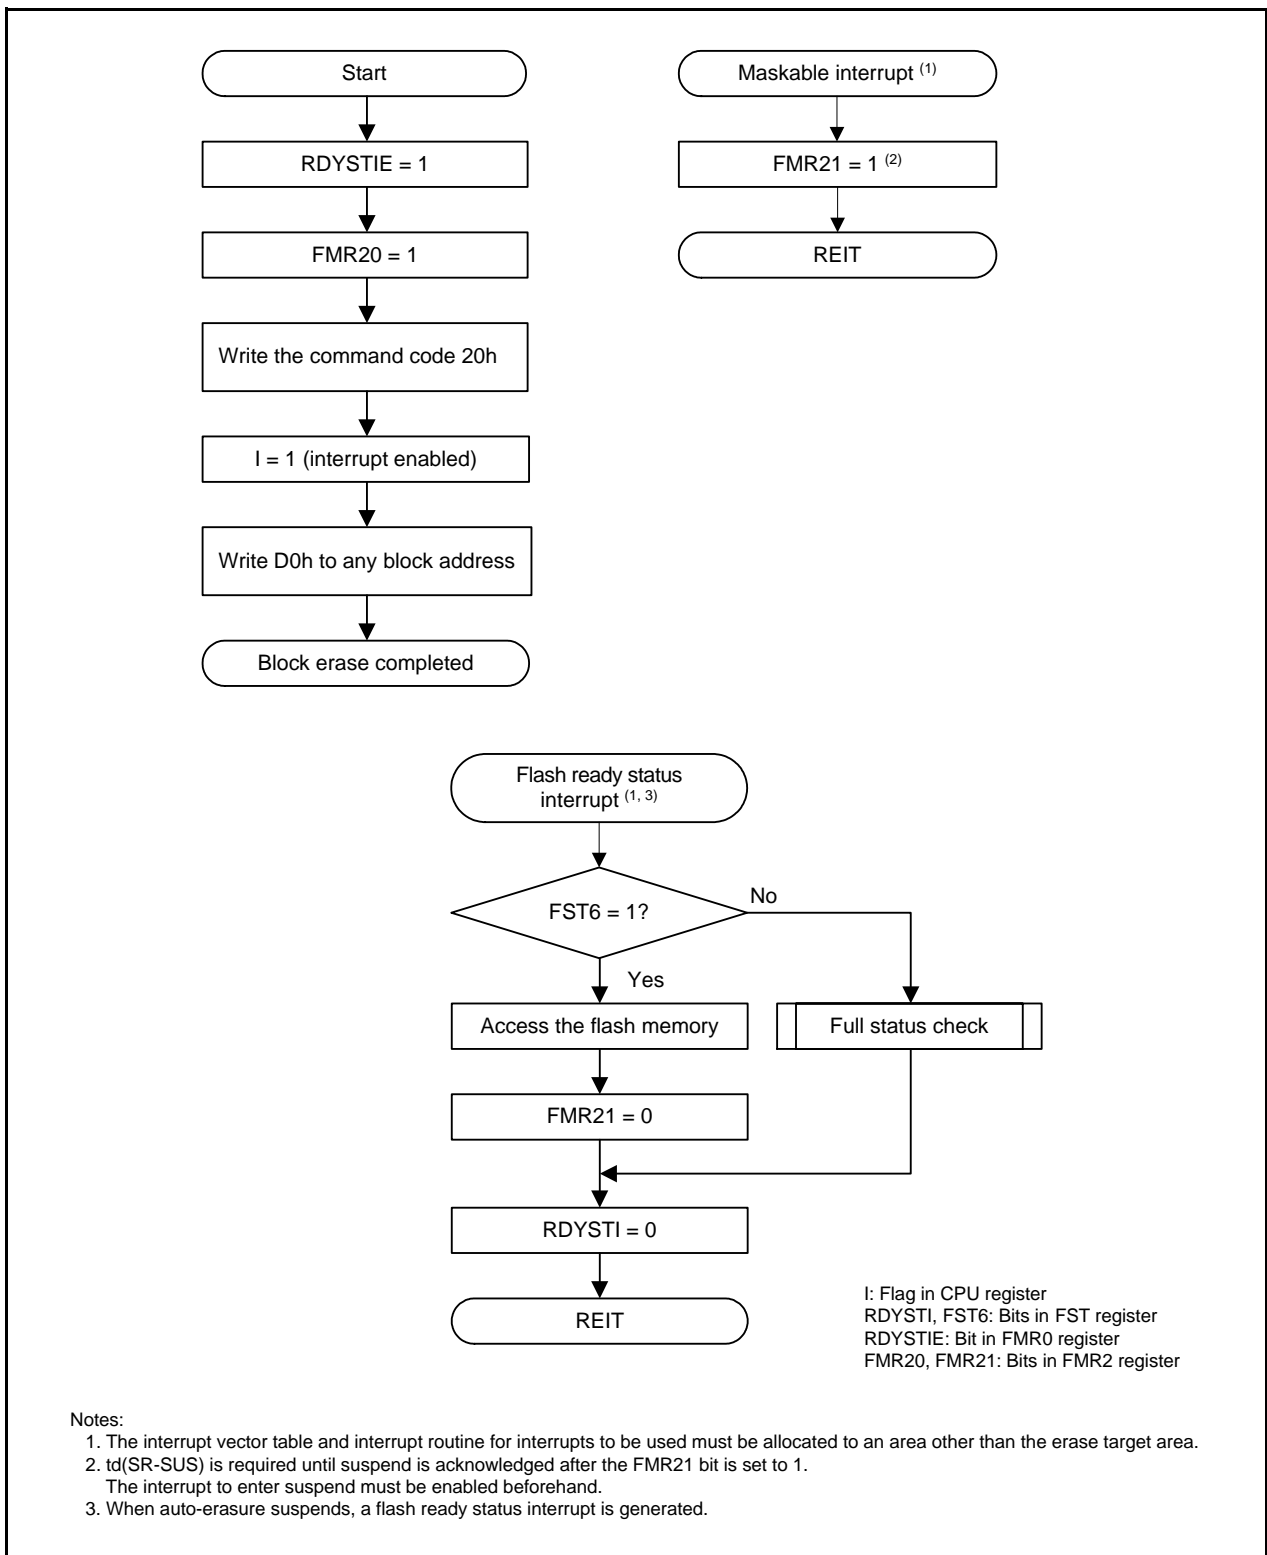 Start
RDYSTIE = 1
FMR20 = 1
Write the command code 20h
I = 1 (interrupt enabled)
Write D0h to any block address
Block erase completed
Maskable interrupt (1)
FMR21 = 1 (2)
REIT
Flash ready status
interrupt (1, 3)
FST6 = 1?
No
Yes
Access the flash memory
Full status check
FMR21 = 0
RDYSTI = 0
REIT
I: Flag in CPU register
RDYSTI, FST6: Bits in FST register
RDYSTIE: Bit in FMR0 register
FMR20, FMR21: Bits in FMR2 register
Notes:
1. The interrupt vector table and interrupt routine for interrupts to be used must be allocated to an area other than the erase target area.
2. td(SR-SUS) is required until suspend is acknowledged after the FMR21 bit is set to 1.
The interrupt to enter suspend must be enabled beforehand.
3. When auto-erasure suspends, a flash ready status interrupt is generated.